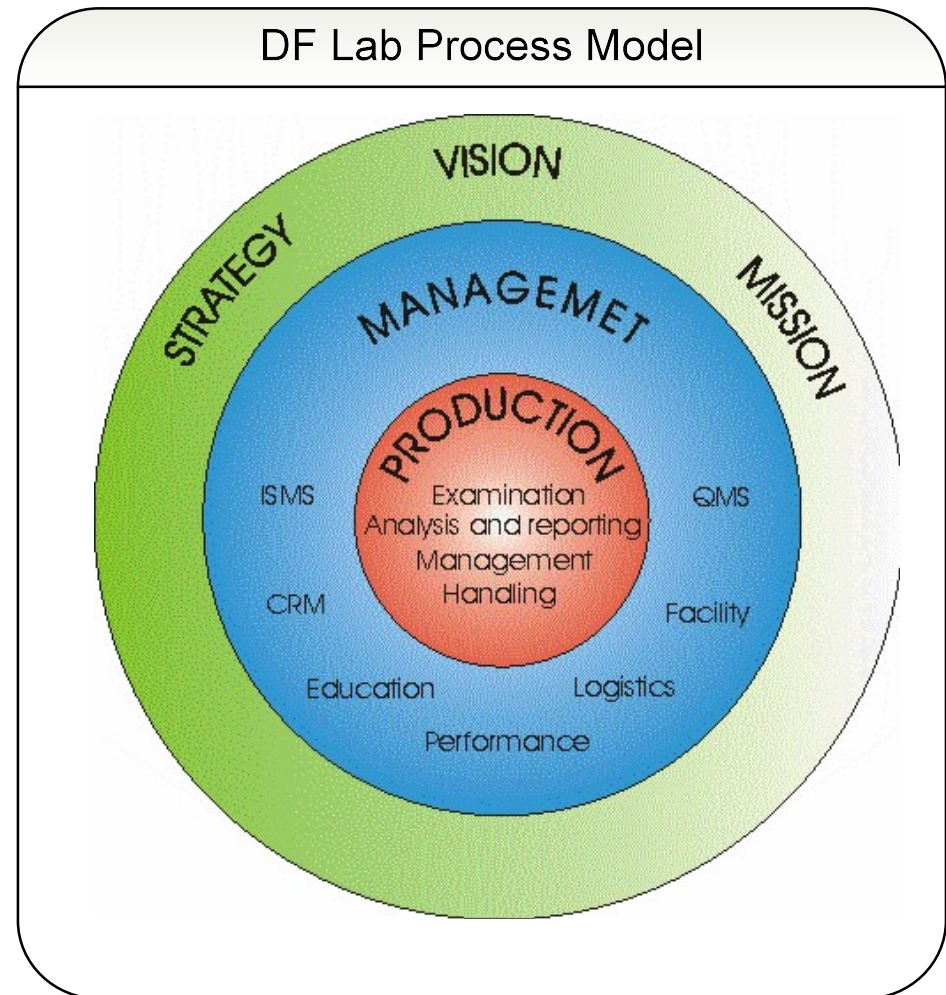 DF Lab Process Model
VISION
STRATEGY
MISSION
MANAGEMET
PRODUCTION
Examination
Analysis and reporting
Management
Handling
ISMS
QMS
CRM
Facility
Education
Logistics
Performance